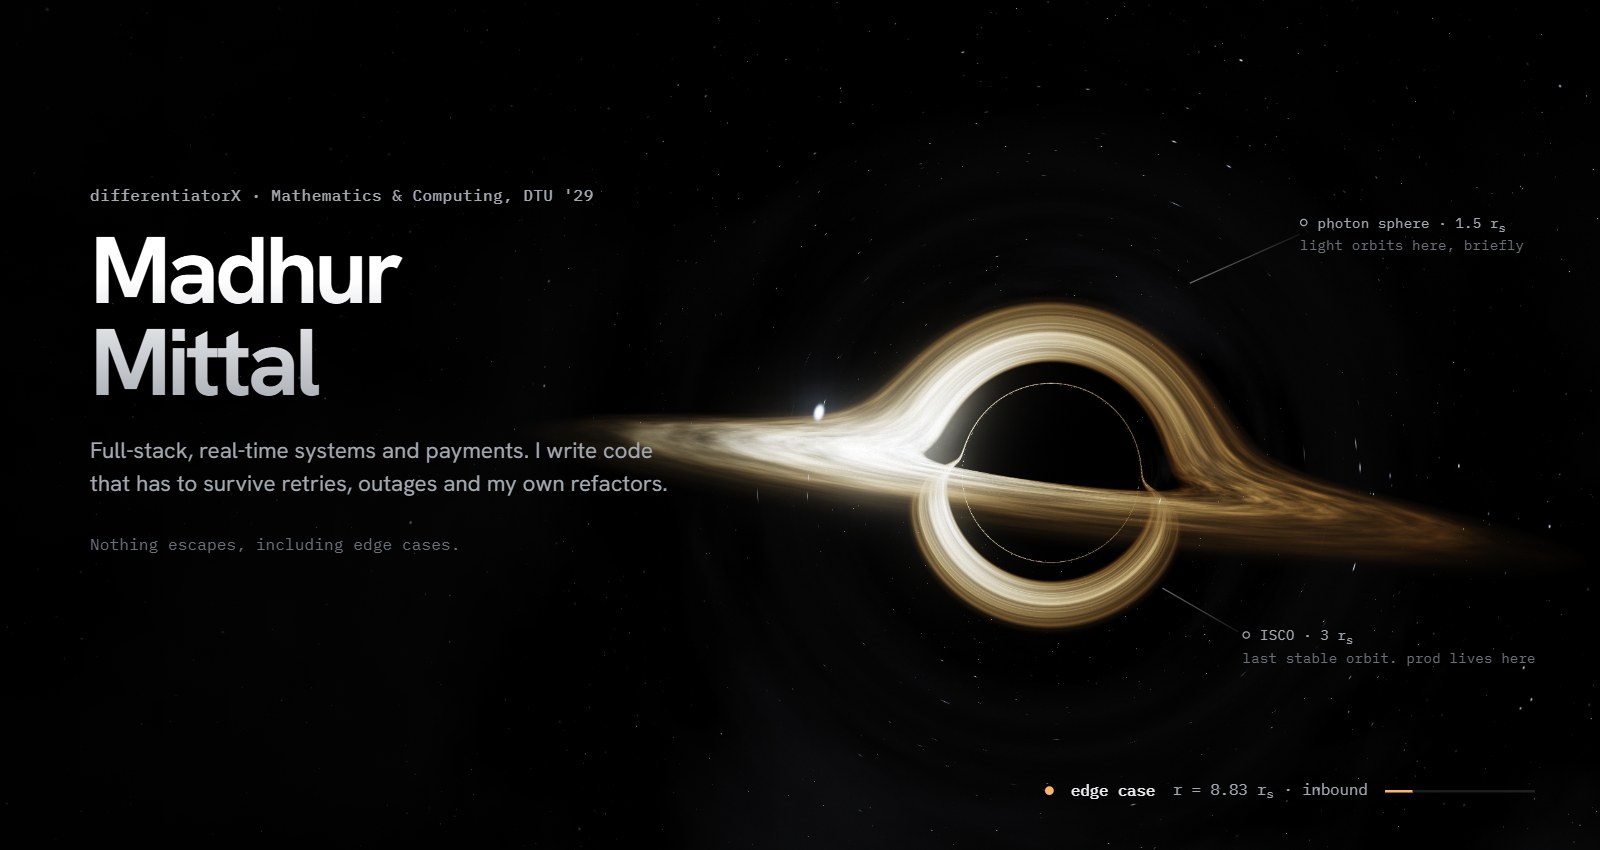 differentiatorX · Mathematics & Computing, DTU '29
Madhur
Mittal
Full-stack, real-time systems and payments. I write code
that has to survive retries, outages and my own refactors.
Nothing escapes, including edge cases.
photon sphere · 1.5 rs
light orbits here, briefly
ISCO · 3 rs
last stable orbit. prod lives here
edge case r = 8.83 rs · inbound